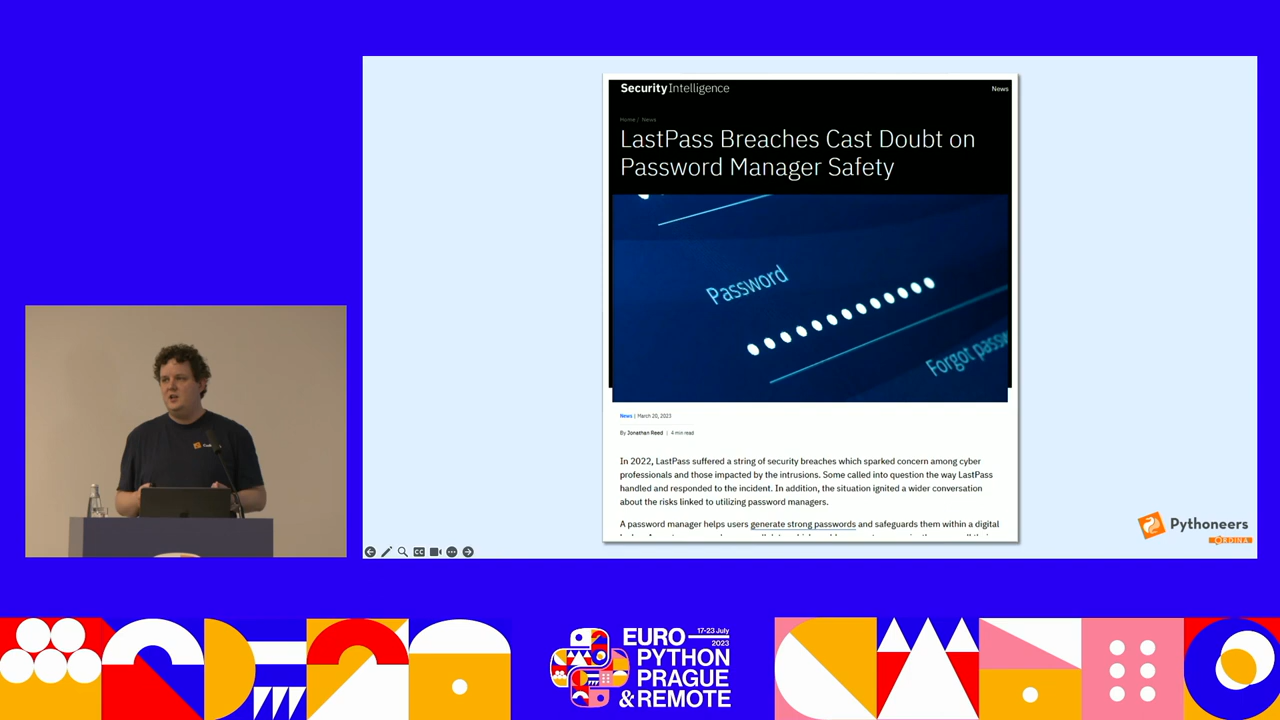 Security Intelligence
News
Home / News
LastPass Breaches Cast Doubt on
Password Manager Safety
Password
Forgot passw
News | March 20, 2023
By Jonathan Reed | 4 min read
In 2022, LastPass suffered a string of security breaches which sparked concern among cyber
professionals and those impacted by the intrusions. Some called into question the way LastPass
handled and responded to the incident. In addition, the situation ignited a wider conversation
about the risks linked to utilizing password managers.
A password manager helps users generate strong passwords and safeguards them within a digital
Pythoneers
ORDINA
CC
EURO
17-23 July
2023
PYTHON
PRAGUE
& REMOTE